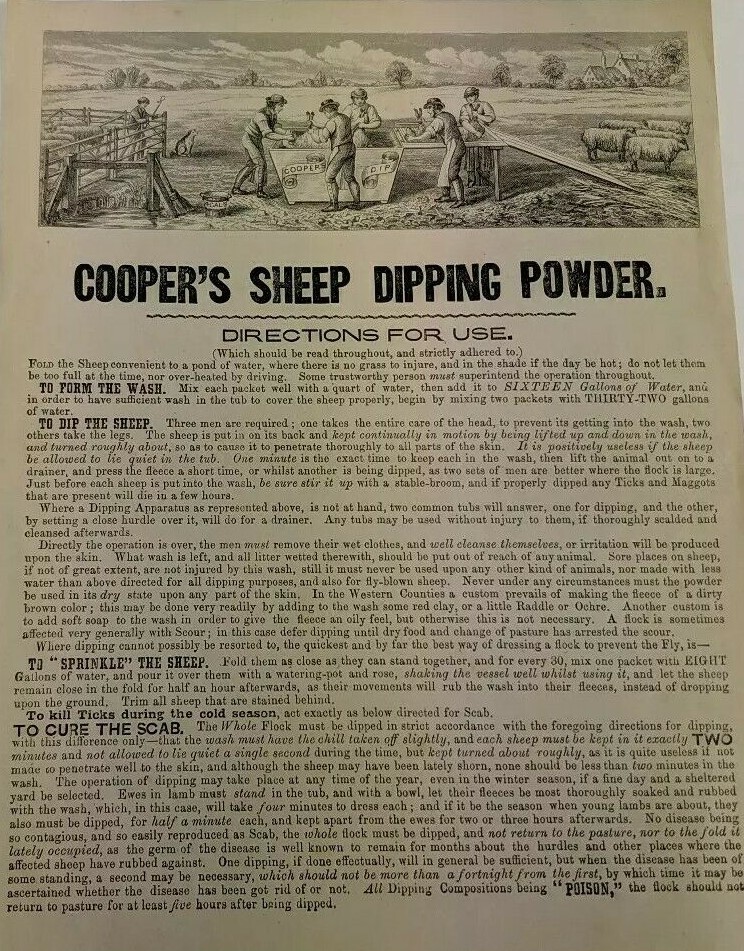 COOPER'S DIP
SCALE
COOPER'S SHEEP DIPPING POWDER.
DIRECTIONS FOR USE.
(Which should be read throughout, and strictly adhered to.)
FOLD the Sheep convenient to a pond of water, where there is no grass to injure, and in the shade if the day be hot; do not let them
be too full at the time, nor over-heated by driving. Some trustworthy person must superintend the operation throughout.
TO FORM THE WASH. Mix each packet well with a quart of water, then add it to SIXTEEN Gallons of Water, and
in order to have sufficient wash in the tub to cover the sheep properly, begin by mixing two packets with THIRTY-TWO gallons
of water.
TO DIP THE SHEEP. Three men are required; one takes the entire care of the head, to prevent its getting into the wash, two
others take the legs. The sheep is put in on its back and kept continually in motion by being lifted up and down in the wash,
and turned roughly about, so as to cause it to penetrate thoroughly to all parts of the skin. It is positively useless if the sheep
be allowed to lie quiet in the tub. One minute is the exact time to keep each in the wash, then lift the animal out on to a
drainer, and press the fleece a short time, or whilst another is being dipped, as two sets of men are better where the flock is large.
Just before each sheep is put into the wash, be sure stir it up with a stable-broom, and if properly dipped any Ticks and Maggots
that are present will die in a few hours.
Where a Dipping Apparatus as represented above, is not at hand, two common tubs will answer, one for dipping, and the other,
by setting a close hurdle over it, will do for a drainer. Any tubs may be used without injury to them, if thoroughly scalded and
cleansed afterwards.
Directly the operation is over, the men must remove their wet clothes, and well cleanse themselves, or irritation will be produced
upon the skin. What wash is left, and all litter wetted therewith, should be put out of reach of any animal. Sore places on sheep,
if not of great extent, are not injured by this wash, still it must never be used upon any other kind of animals, nor made with less
water than above directed for all dipping purposes, and also for fly-blown sheep. Never under any circumstances must the powder
be used in its dry state upon any part of the skin. In the Western Counties a custom prevails of making the fleece of a dirty
brown color; this may be done very readily by adding to the wash some red clay, or a little Raddle or Ochre. Another custom is
to add soft soap to the wash in order to give the fleece an oily feel, but otherwise this is not necessary. A flock is sometimes
affected very generally with Scour; in this case defer dipping until dry food and change of pasture has arrested the scour.
Where dipping cannot possibly be resorted to, the quickest and by far the best way of dressing a flock to prevent the Fly, is—
TO "SPRINKLE" THE SHEEP. Fold them as close as they can stand together, and for every 30, mix one packet with EIGHT
Gallons of water, and pour it over them with a watering-pot and rose, shaking the vessel well whilst using it, and let the sheep
remain close in the fold for half an hour afterwards, as their movements will rub the wash into their fleeces, instead of dropping
upon the ground. Trim all sheep that are stained behind.
To kill Ticks during the cold season, act exactly as below directed for Scab.
TO CURE THE SCAB. The Whole Flock must be dipped in strict accordance with the foregoing directions for dipping,
with this difference only—that the wash must have the chill taken off slightly, and each sheep must be kept in it exactly TWO
minutes and not allowed to lie quiet a single second during the time, but kept turned about roughly, as it is quite useless if not
made to penetrate well to the skin, and although the sheep may have been lately shorn, none should be less than two minutes in the
wash. The operation of dipping may take place at any time of the year, even in the winter season, if a fine day and a sheltered
yard be selected. Ewes in lamb must stand in the tub, and with a bowl, let their fleeces be most thoroughly soaked and rubbed
with the wash, which, in this case, will take four minutes to dress each; and if it be the season when young lambs are about, they
also must be dipped, for half a minute each, and kept apart from the ewes for two or three hours afterwards. No disease being
so contagious, and so easily reproduced as Scab, the whole flock must be dipped, and not return to the pasture, nor to the fold it
lately occupied, as the germ of the disease is well known to remain for months about the hurdles and other places where the
affected sheep have rubbed against. One dipping, if done effectually, will in general be sufficient, but when the disease has been of
some standing, a second may be necessary, which should not be more than a fortnight from the first, by which time it may be
ascertained whether the disease has been got rid of or not. All Dipping Compositions being "POISON," the flock should not
return to pasture for at least five hours after being dipped.